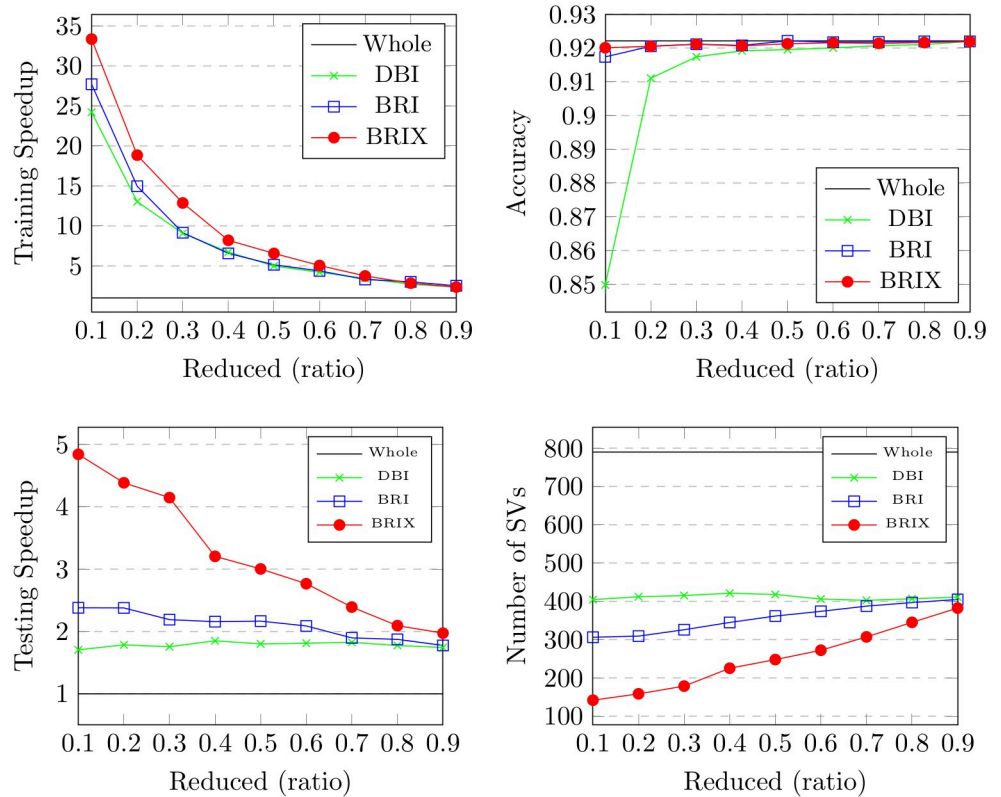 35
30
25
20
15
10
5
Training Speedup
0.1 0.2 0.3 0.4 0.5 0.6 0.7 0.8 0.9
Reduced (ratio)
Whole
DBI
BRI
BRIX
0.93
0.92
0.91
0.9
0.89
0.88
0.87
0.86
0.85
Accuracy
0.1 0.2 0.3 0.4 0.5 0.6 0.7 0.8 0.9
Reduced (ratio)
Whole
DBI
BRI
BRIX
5
4
3
2
1
Testing Speedup
0.1 0.2 0.3 0.4 0.5 0.6 0.7 0.8 0.9
Reduced (ratio)
Whole
DBI
BRI
BRIX
800
700
600
500
400
300
200
100
Number of SVs
0.1 0.2 0.3 0.4 0.5 0.6 0.7 0.8 0.9
Reduced (ratio)
Whole
DBI
BRI
BRIX